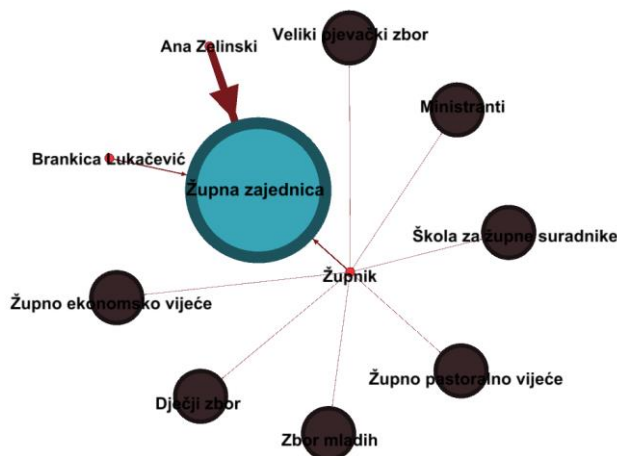 Veliki pjevački zbor
Ana Zelinski
Ministranti
Brankica Lukačević
Župna zajednica
Škola za župne suradnike
Župnik
Župno ekonomsko vijeće
Župno pastoralno vijeće
Dječji zbor
Zbor mladih